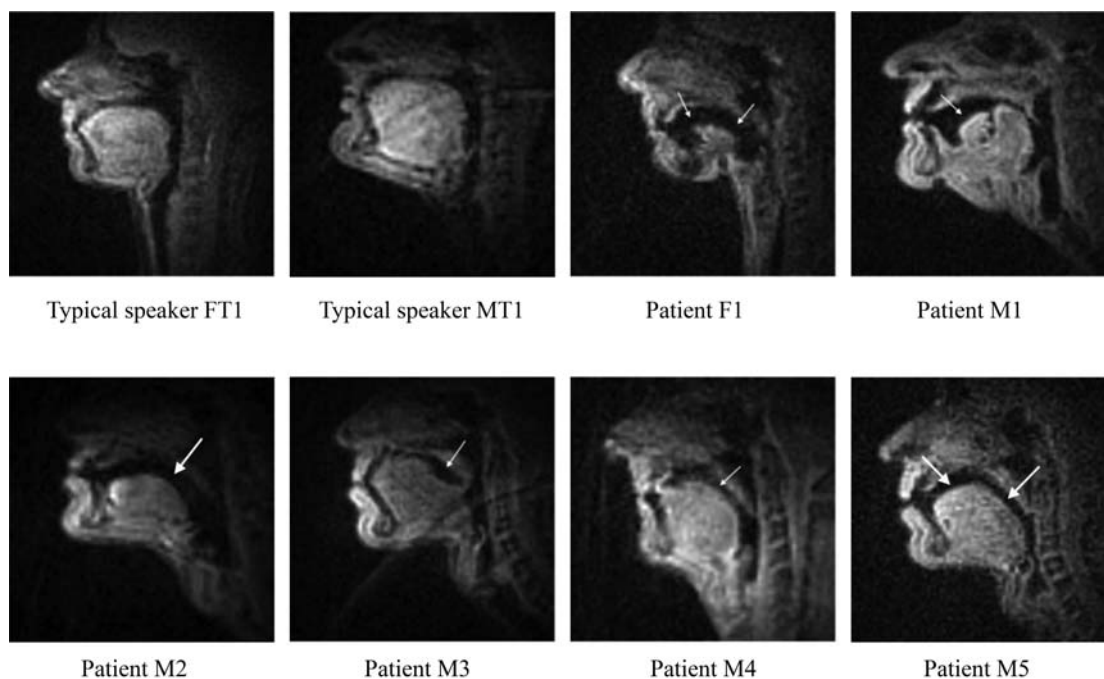 Typical speaker FT1
Typical speaker MT1
Patient F1
Patient M1
Patient M2
Patient M3
Patient M4
Patient M5